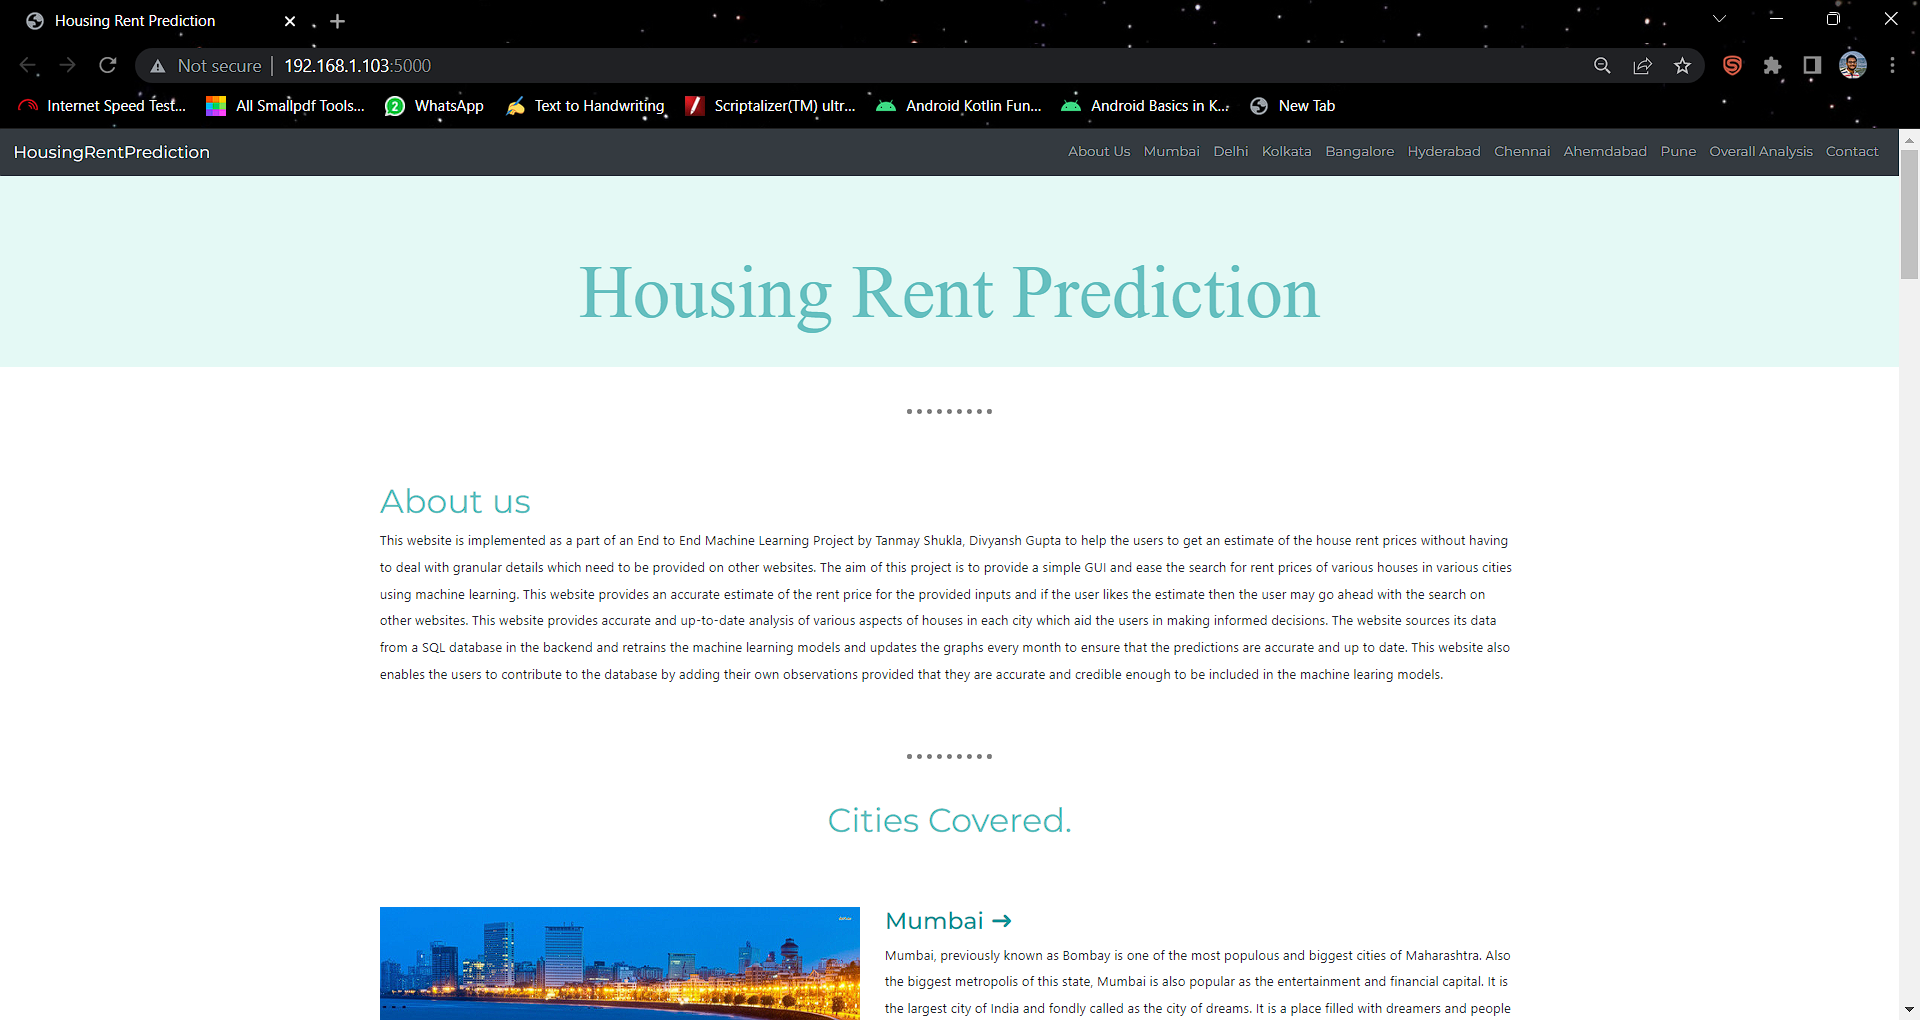 Housing Rent Prediction
Not secure
192.168.1.103:5000
Internet Speed Test...
All Smallpdf Tools...
2
WhatsApp
Text to Handwriting
Scriptalizer(TM) ultr...
Android Kotlin Fun...
Android Basics in K...
New Tab
HousingRentPrediction
About Us Mumbai Delhi Kolkata Bangalore Hyderabad Chennai Ahemdabad Pune Overall Analysis Contact
Housing Rent Prediction
About us
This website is implemented as a part of an End to End Machine Learning Project by Tanmay Shukla, Divyansh Gupta to help the users to get an estimate of the house rent prices without having
to deal with granular details which need to be provided on other websites. The aim of this project is to provide a simple GUI and ease the search for rent prices of various houses in various cities
using machine learning. This website provides an accurate estimate of the rent price for the provided inputs and if the user likes the estimate then the user may go ahead with the search on
other websites. This website provides accurate and up-to-date analysis of various aspects of houses in each city which aid the users in making informed decisions. The website sources its data
from a SQL database in the backend and retrains the machine learning models and updates the graphs every month to ensure that the predictions are accurate and up to date. This website also
enables the users to contribute to the database by adding their own observations provided that they are accurate and credible enough to be included in the machine learing models.
Cities Covered.
Mumbai ➔
Mumbai, previously known as Bombay is one of the most populous and biggest cities of Maharashtra. Also
the biggest metropolis of this state, Mumbai is also popular as the entertainment and financial capital. It is
the largest city of India and fondly called as the city of dreams. It is a place filled with dreamers and people